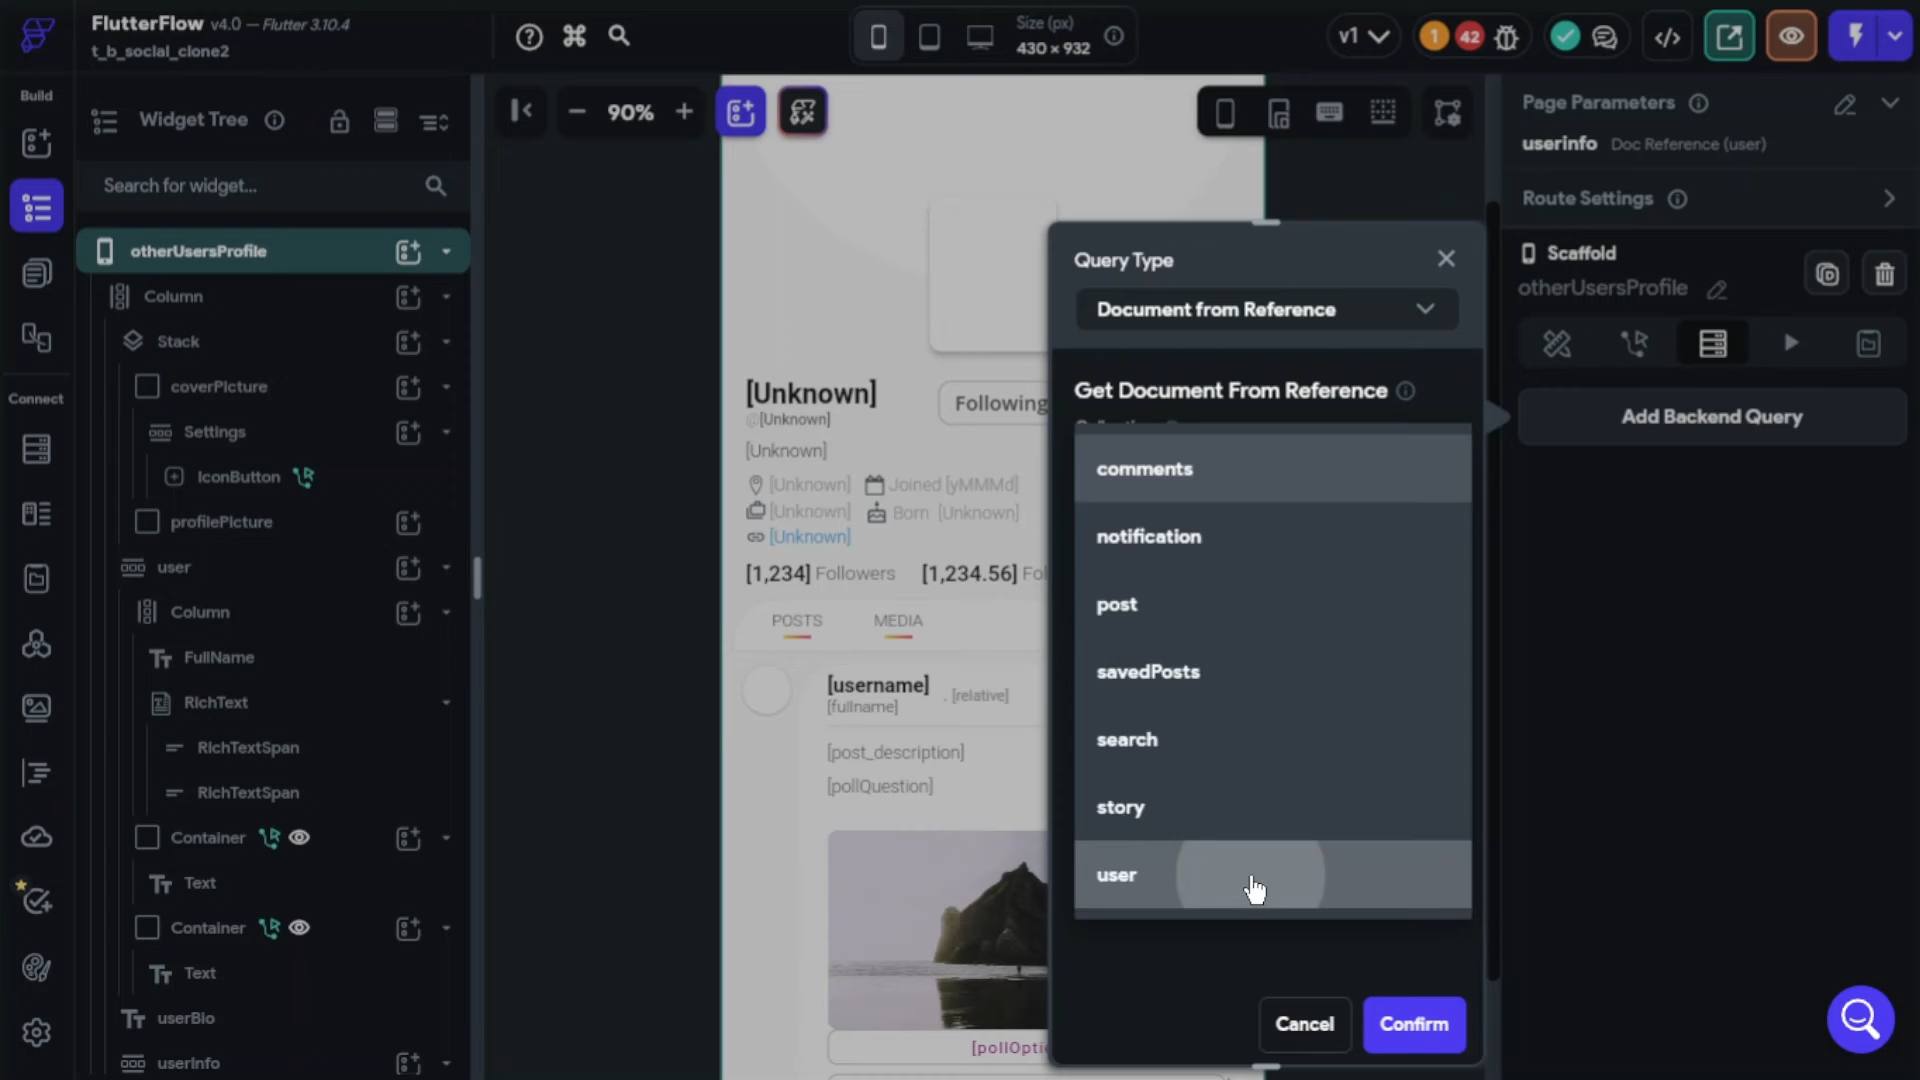 FlutterFlow v4.0 — Flutter 3.10.4
t_b_social_clone2
Size (px)
430 × 932
v1
1
42
Build
Connect
Widget Tree
Search for widget...
otherUsersProfile
Column
Stack
coverPicture
Settings
IconButton
profilePicture
user
Column
FullName
RichText
RichTextSpan
RichTextSpan
Container
Text
Container
Text
userBio
userInfo
90%
[Unknown]
@[Unknown]
Following
[Unknown]
[Unknown] Joined [yMMMd]
[Unknown] Born [Unknown]
[Unknown]
[1,234] Followers [1,234.56] Fol
POSTS MEDIA
[username] . [relative]
[fullname]
[post_description]
[pollQuestion]
[pollOptio
Query Type
Document from Reference
Get Document From Reference
comments
notification
post
savedPosts
search
story
user
Cancel
Confirm
Page Parameters
userinfo Doc Reference (user)
Route Settings
Scaffold
otherUsersProfile
Add Backend Query